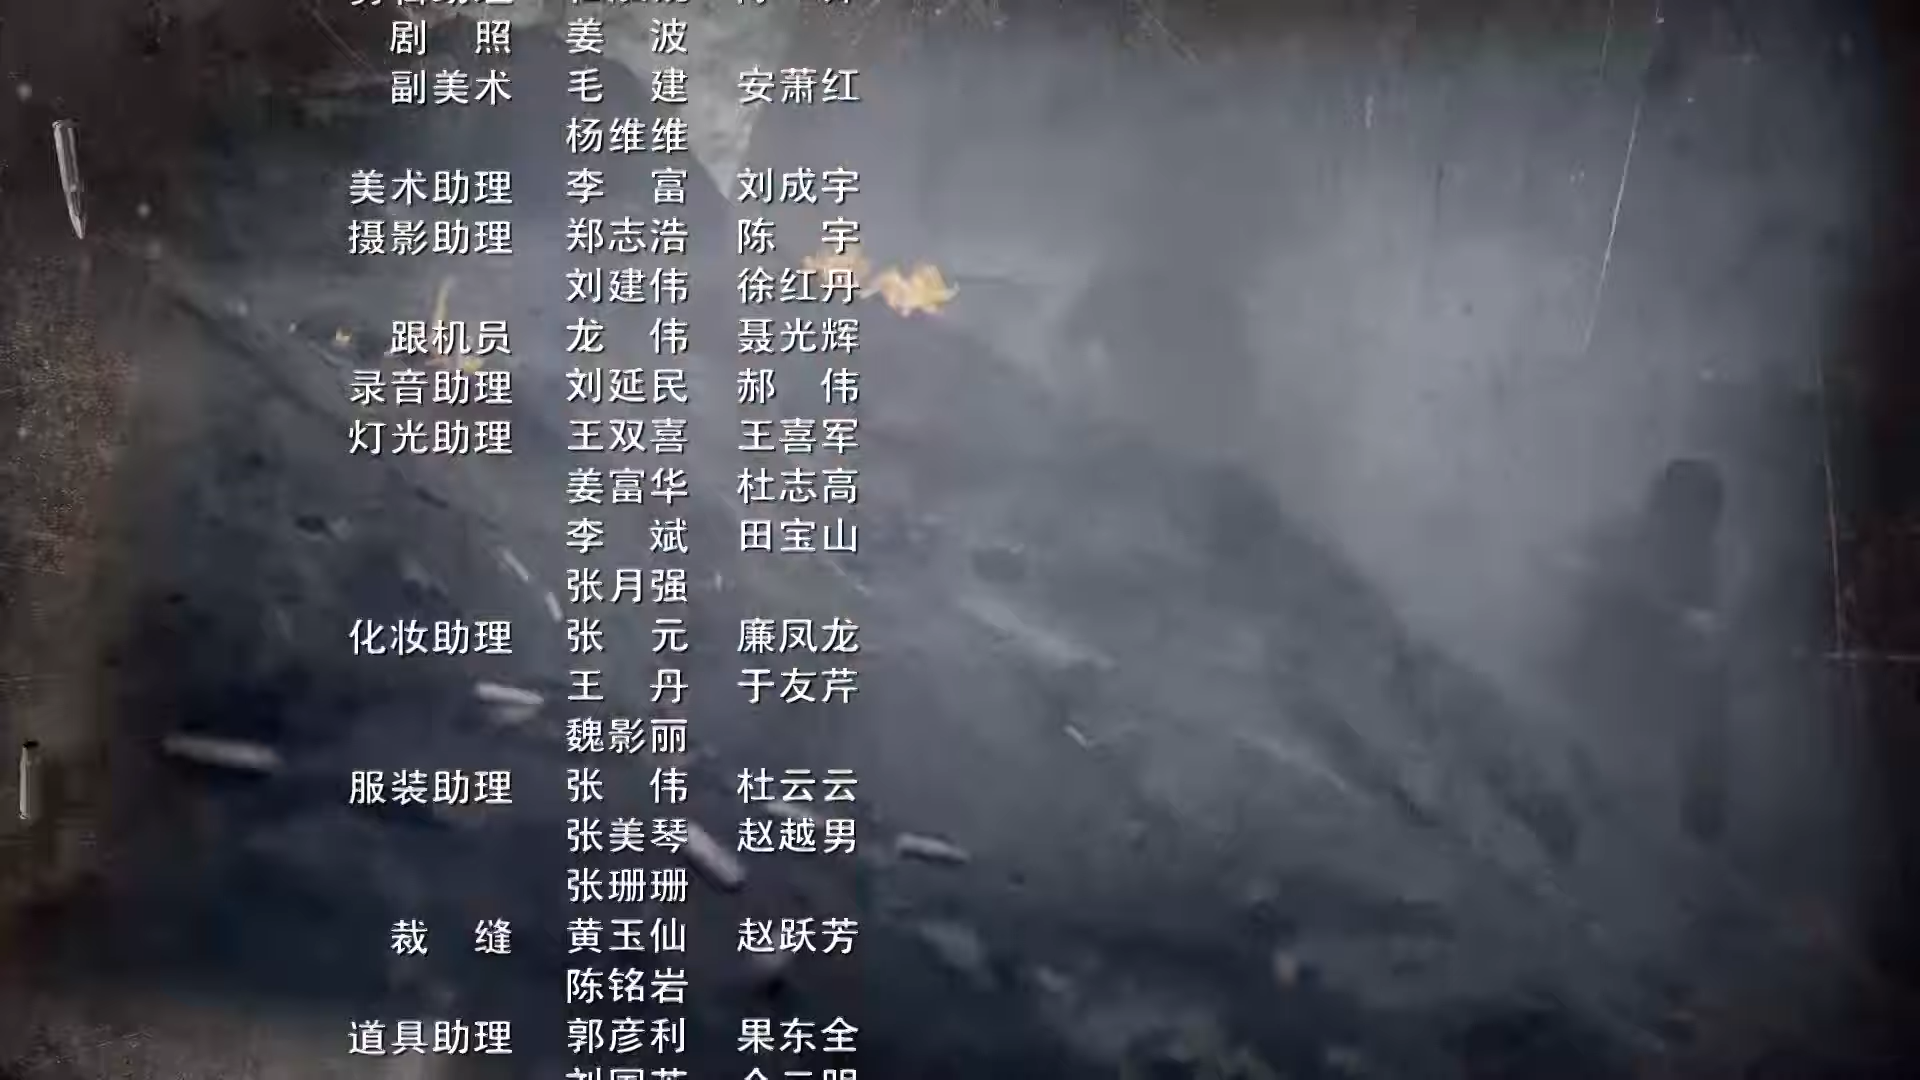 剧 照 姜 波
副美术 毛 建 安萧红
杨维维
美术助理 李 富 刘成宇
摄影助理 郑志浩 陈 宇
刘建伟 徐红丹
跟机员 龙 伟 聂光辉
录音助理 刘延民 郝 伟
灯光助理 王双喜 王喜军
姜富华 杜志高
李 斌 田宝山
张月强
化妆助理 张 元 廉凤龙
王 丹 于友芹
魏影丽
服装助理 张 伟 杜云云
张美琴 赵越男
张珊珊
裁 缝 黄玉仙 赵跃芳
陈铭岩
道具助理 郭彦利 果东全